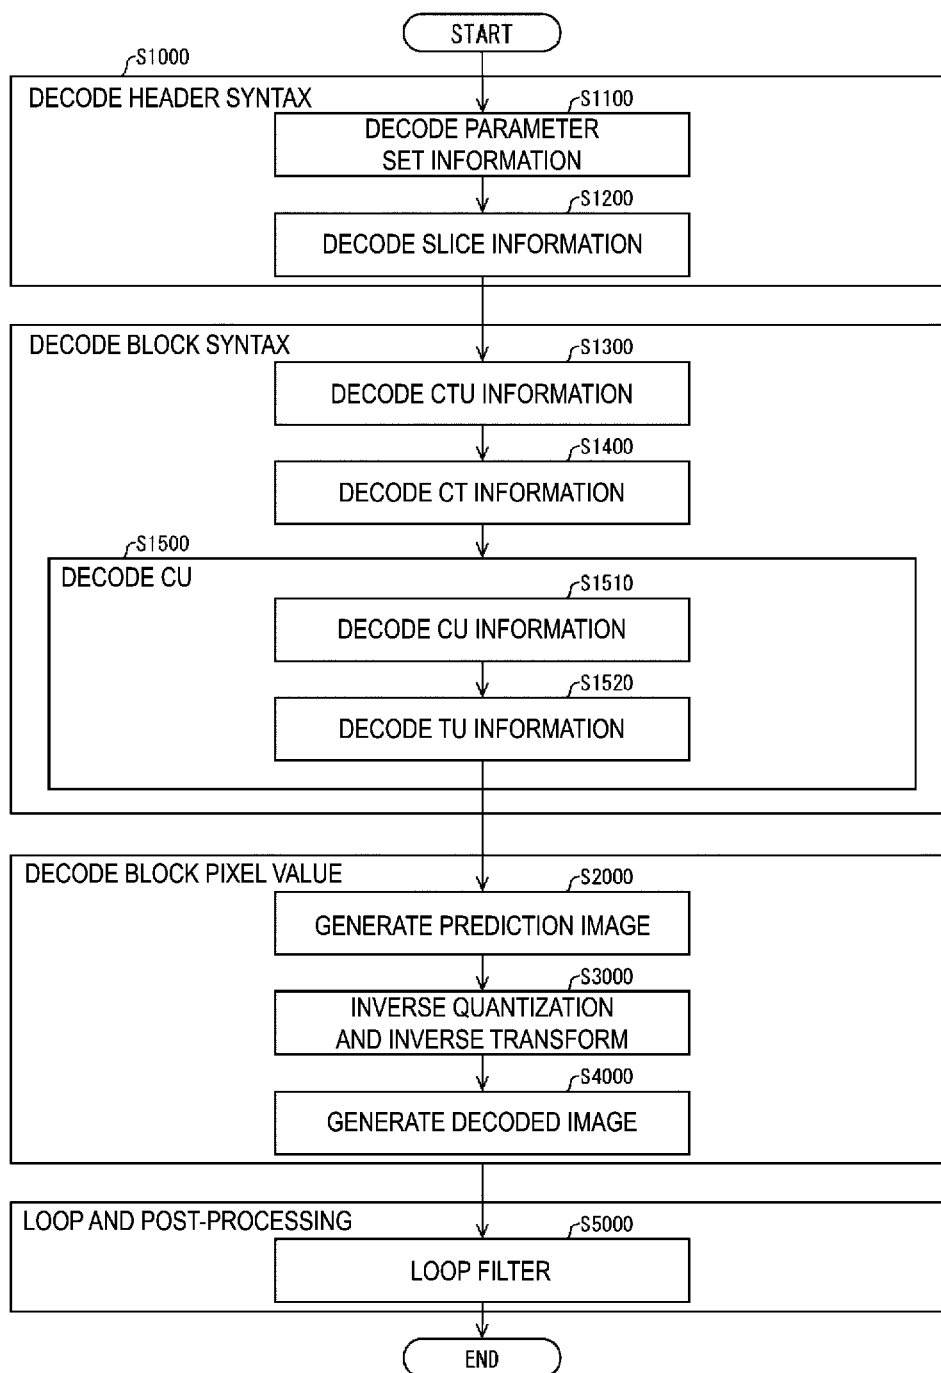 START
S1000
DECODE HEADER SYNTAX
S1100
DECODE PARAMETER
SET INFORMATION
S1200
DECODE SLICE INFORMATION
DECODE BLOCK SYNTAX
S1300
DECODE CTU INFORMATION
S1400
DECODE CT INFORMATION
S1500
DECODE CU
S1510
DECODE CU INFORMATION
S1520
DECODE TU INFORMATION
DECODE BLOCK PIXEL VALUE
S2000
GENERATE PREDICTION IMAGE
S3000
INVERSE QUANTIZATION
AND INVERSE TRANSFORM
S4000
GENERATE DECODED IMAGE
LOOP AND POST-PROCESSING
S5000
LOOP FILTER
END